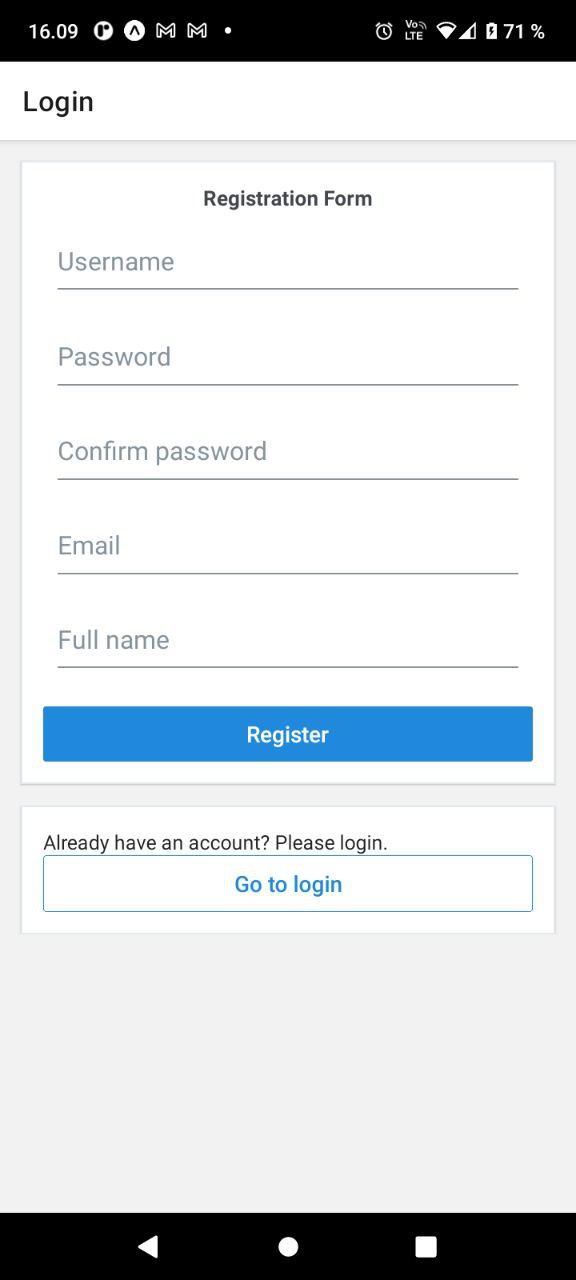 16.09 Vo LTE 71 %
Login
Registration Form
Username
Password
Confirm password
Email
Full name
Register
Already have an account? Please login.
Go to login